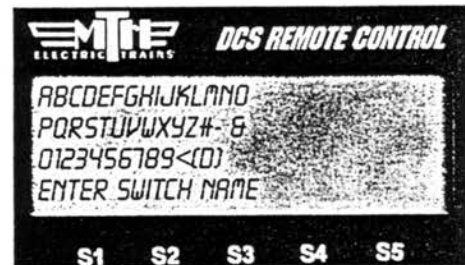 MTH DCS REMOTE CONTROL
ELECTRIC TRAINS
ABCDEFGHIJKLMNO
PQRSTUVWXYZ#- &
0123456789<(D)
ENTER SWITCH NAME
S1 S2 S3 S4 S5